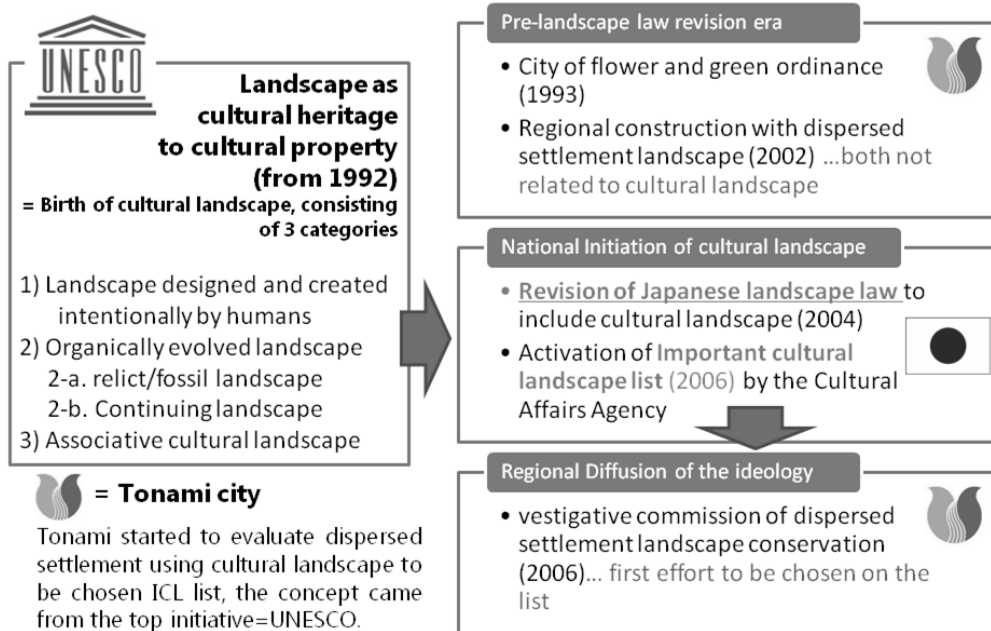 UNESCO
Landscape as
cultural heritage
to cultural property
(from 1992)
= Birth of cultural landscape, consisting
of 3 categories
1) Landscape designed and created
intentionally by humans
2) Organically evolved landscape
2-a. relict/fossil landscape
2-b. Continuing landscape
3) Associative cultural landscape
= Tonami city
Tonami started to evaluate dispersed
settlement using cultural landscape to
be chosen ICL list, the concept came
from the top initiative=UNESCO.
Pre-landscape law revision era
• City of flower and green ordinance
(1993)
• Regional construction with dispersed
settlement landscape (2002) ...both not
related to cultural landscape
National Initiation of cultural landscape
• Revision of Japanese landscape law to
include cultural landscape (2004)
• Activation of Important cultural
landscape list (2006) by the Cultural
Affairs Agency
Regional Diffusion of the ideology
• vestigative commission of dispersed
settlement landscape conservation
(2006)... first effort to be chosen on the
list